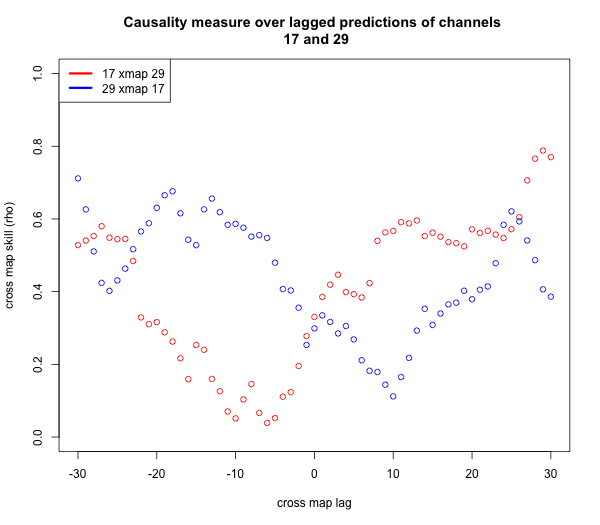 Causality measure over lagged predictions of channels
17 and 29
17 xmap 29
29 xmap 17
cross map skill (rho)
1.0
0.8
0.6
0.4
0.2
0.0
-30
-20
-10
0
10
20
30
cross map lag